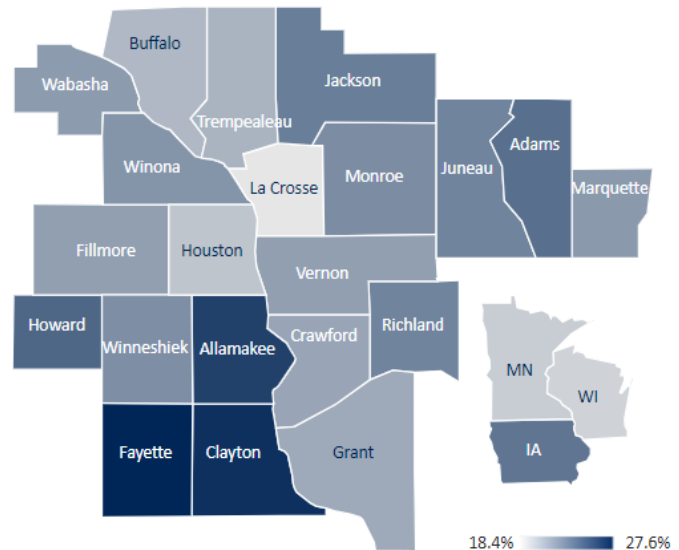 Buffalo
Wabasha
Jackson
Trempealeau
Adams
Winona
La Crosse
Monroe
Juneau
Marquette
Fillmore
Houston
Vernon
Howard
Winneshiek
Allamakee
Crawford
Richland
MN
WI
Fayette
Clayton
Grant
IA
18.4% 27.6%